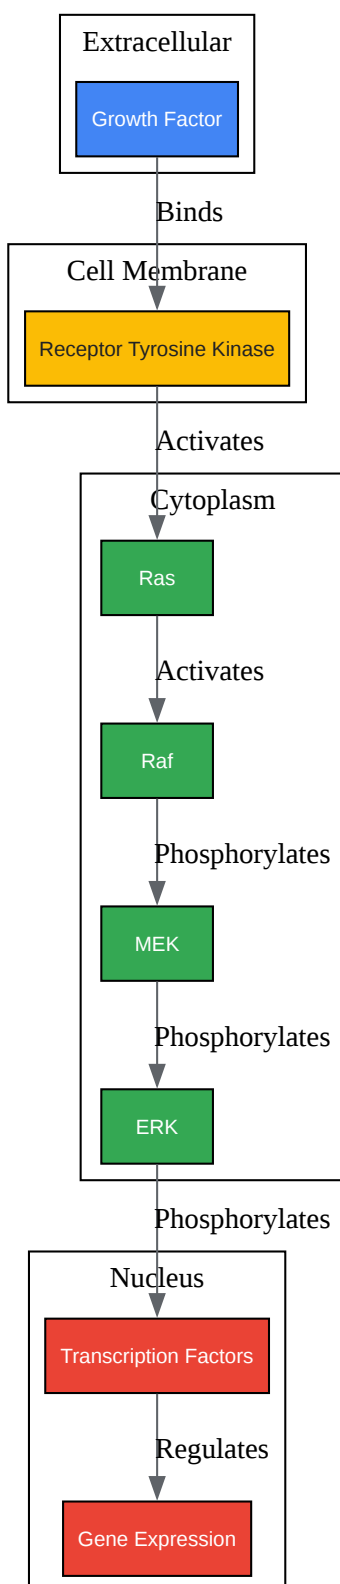 Extracellular
Growth Factor
Binds
Cell Membrane
Receptor Tyrosine Kinase
Activates
Cytoplasm
Ras
Activates
Raf
Phosphorylates
MEK
Phosphorylates
ERK
Phosphorylates
Nucleus
Transcription Factors
Regulates
Gene Expression